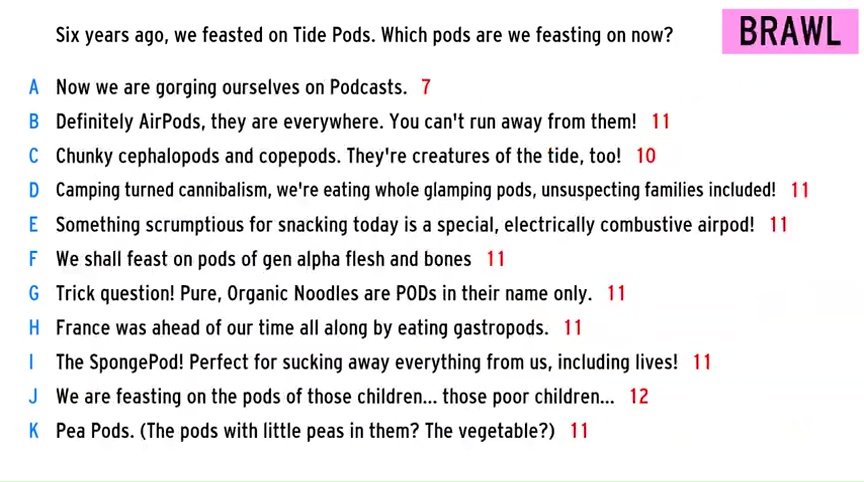 Six years ago, we feasted on Tide Pods. Which pods are we feasting on now?
BRAWL
A Now we are gorging ourselves on Podcasts. 7
B Definitely AirPods, they are everywhere. You can't run away from them! 11
C Chunky cephalopods and copepods. They're creatures of the tide, too! 10
D Camping turned cannibalism, we're eating whole glamping pods, unsuspecting families included! 11
E Something scrumptious for snacking today is a special, electrically combustive airpod! 11
F We shall feast on pods of gen alpha flesh and bones 11
G Trick question! Pure, Organic Noodles are PODs in their name only. 11
H France was ahead of our time all along by eating gastropods. 11
I The SpongePod! Perfect for sucking away everything from us, including lives! 11
J We are feasting on the pods of those children... those poor children... 12
K Pea Pods. (The pods with little peas in them? The vegetable?) 11